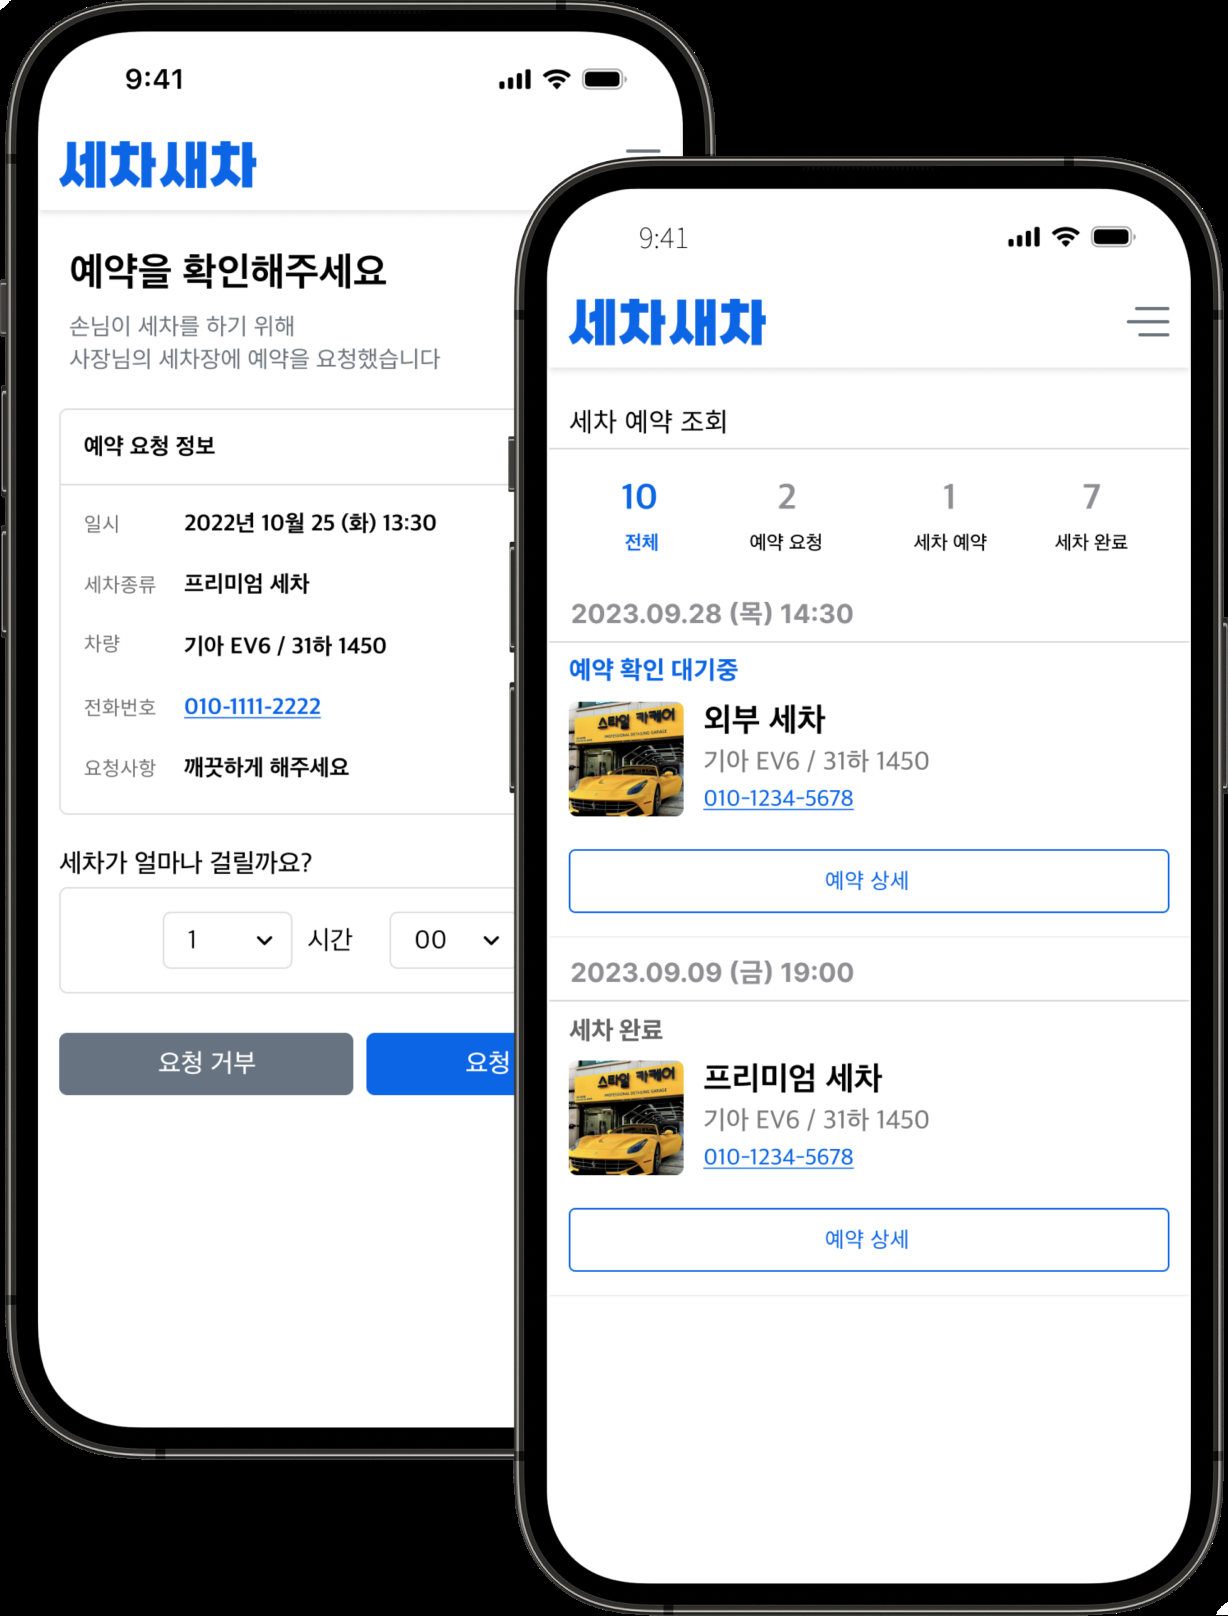 9:41
세차새차
예약을 확인해주세요
손님이 세차를 하기 위해
사장님의 세차장에 예약을 요청했습니다
예약 요청 정보
일시 2022년 10월 25 (화) 13:30
세차종류 프리미엄 세차
차량 기아 EV6 / 31하 1450
전화번호 010-1111-2222
요청사항 깨끗하게 해주세요
세차가 얼마나 걸릴까요?
1 시간 00
요청 거부 요청
9:41
세차새차
세차 예약 조회
10 2 1 7
전체 예약 요청 세차 예약 세차 완료
2023.09.28 (목) 14:30
예약 확인 대기중
스타일 카케어
PROFESSIONAL DETAILING GARAGE
외부 세차
기아 EV6 / 31하 1450
010-1234-5678
예약 상세
2023.09.09 (금) 19:00
세차 완료
스타일 카케어
PROFESSIONAL DETAILING GARAGE
프리미엄 세차
기아 EV6 / 31하 1450
010-1234-5678
예약 상세